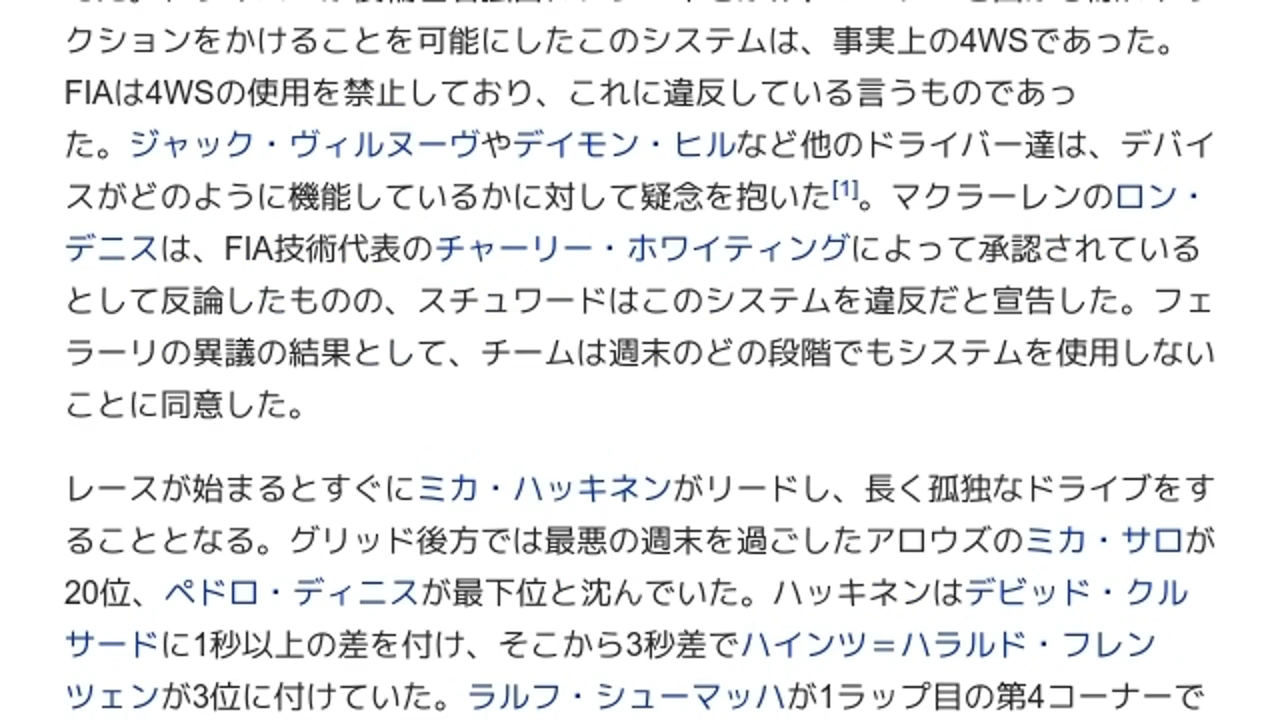 クションをかけることを可能にしたこのシステムは、事実上の4WSであった。
FIAは4WSの使用を禁止しており、これに違反している言うものであっ
た。ジャック・ヴィルヌーヴやデイモン・ヒルなど他のドライバー達は、デバイ
スがどのように機能しているかに対して疑念を抱いた[1]。マクラーレンのロン・
デニスは、FIA技術代表のチャーリー・ホワイティングによって承認されている
として反論したものの、スチュワードはこのシステムを違反だと宣告した。フェ
ラーリの異議の結果として、チームは週末のどの段階でもシステムを使用しない
ことに同意した。
レースが始まるとすぐにミカ・ハッキネンがリードし、長く孤独なドライブをす
ることとなる。グリッド後方では最悪の週末を過ごしたアロウズのミカ・サロが
20位、ペドロ・ディニスが最下位と沈んでいた。ハッキネンはデビッド・クル
サードに1秒以上の差を付け、そこから3秒差でハインツ=ハラルド・フレン
ツェンが3位に付けていた。ラルフ・シューマッハが1ラップ目の第4コーナーで